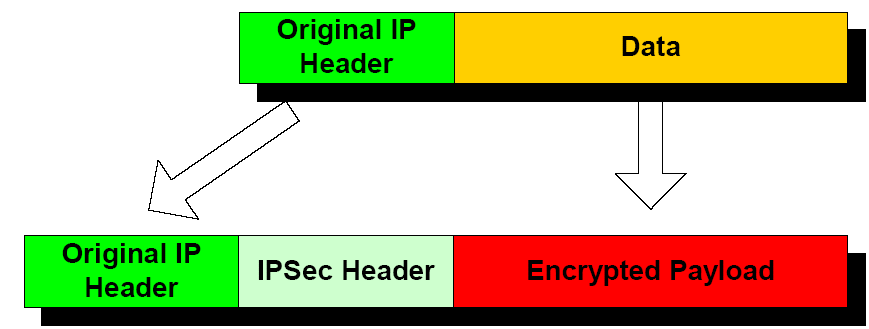 Original IP
Header
Data
Original IP
Header
IPSec Header
Encrypted Payload